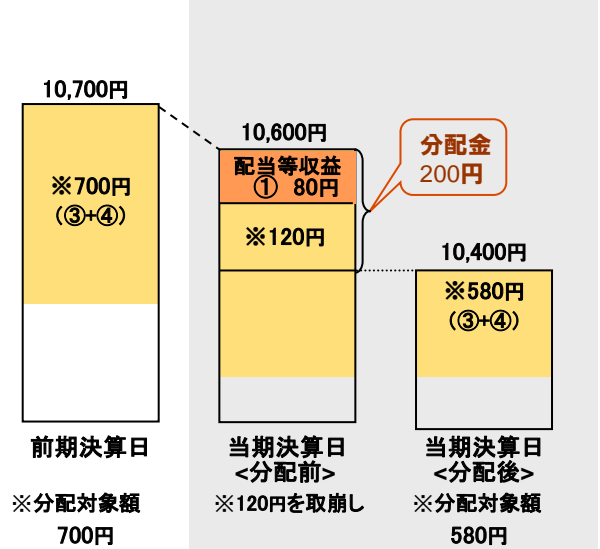 10,700円
※700円
(③+④)
前期決算日
※分配対象額
700円
10,600円
配当等収益
① 80円
※120円
当期決算日
<分配前>
※120円を取崩し
分配金
200円
10,400円
※580円
(③+④)
当期決算日
<分配後>
※分配対象額
580円